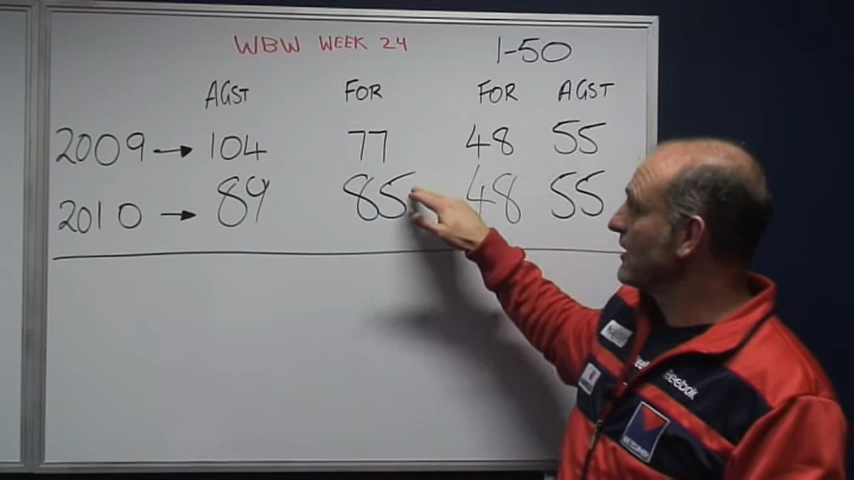 WBW WEEK 24 1-50
AGST FOR FOR AGST
2009 → 104 77 48 55
2010 → 89 85 48 55
Reebok